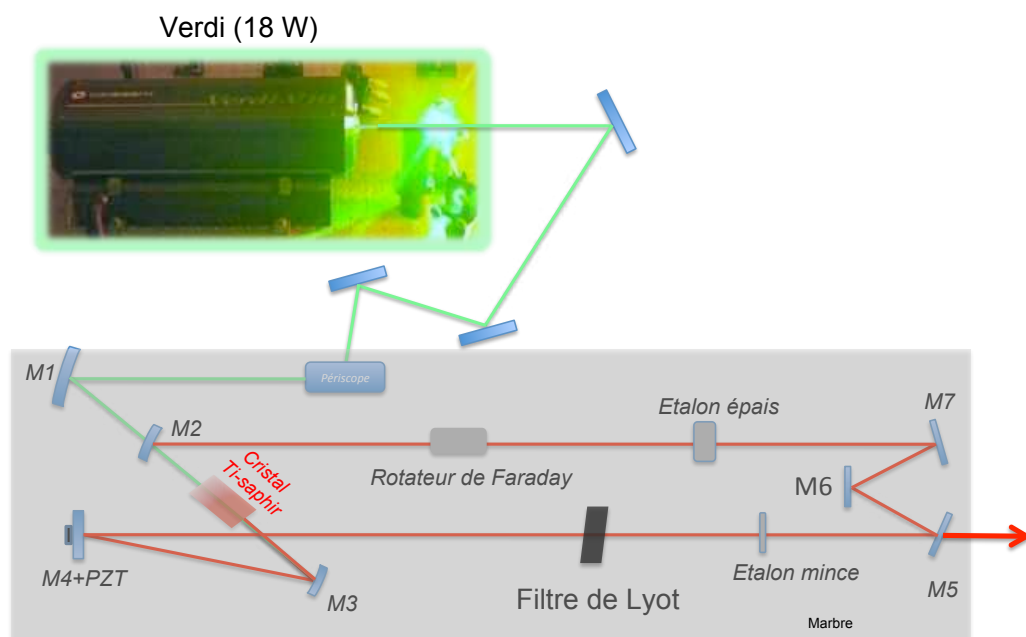 Verdi (18 W)
M1
Périscope
M2
Cristal
Ti-saphir
Rotateur de Faraday
Etalon épais
M7
M6
M4+PZT
M3
Filtre de Lyot
Etalon mince
M5
Marbre